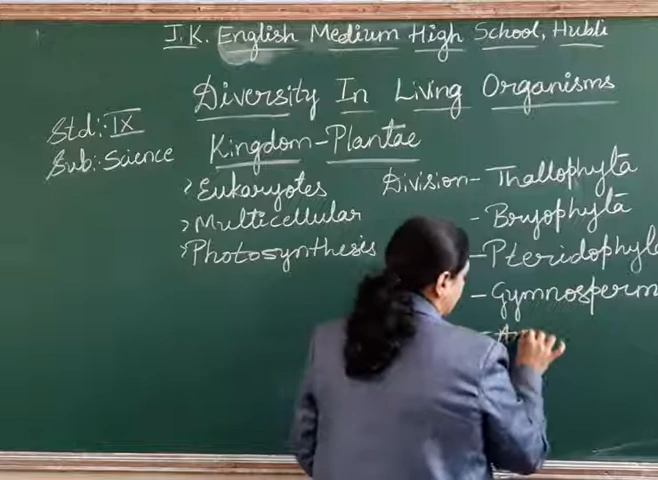 J.K. English Medium High School, Hubli
Diversity In Living Organisms
Std:- IX
Sub:- Science
Kingdom-Plantae
> Eukaryotes
> Multicellular
> Photosynthesis
Division- Thallophyta
- Bryophyta
- Pteridophyt
- Gymnosperm
- A